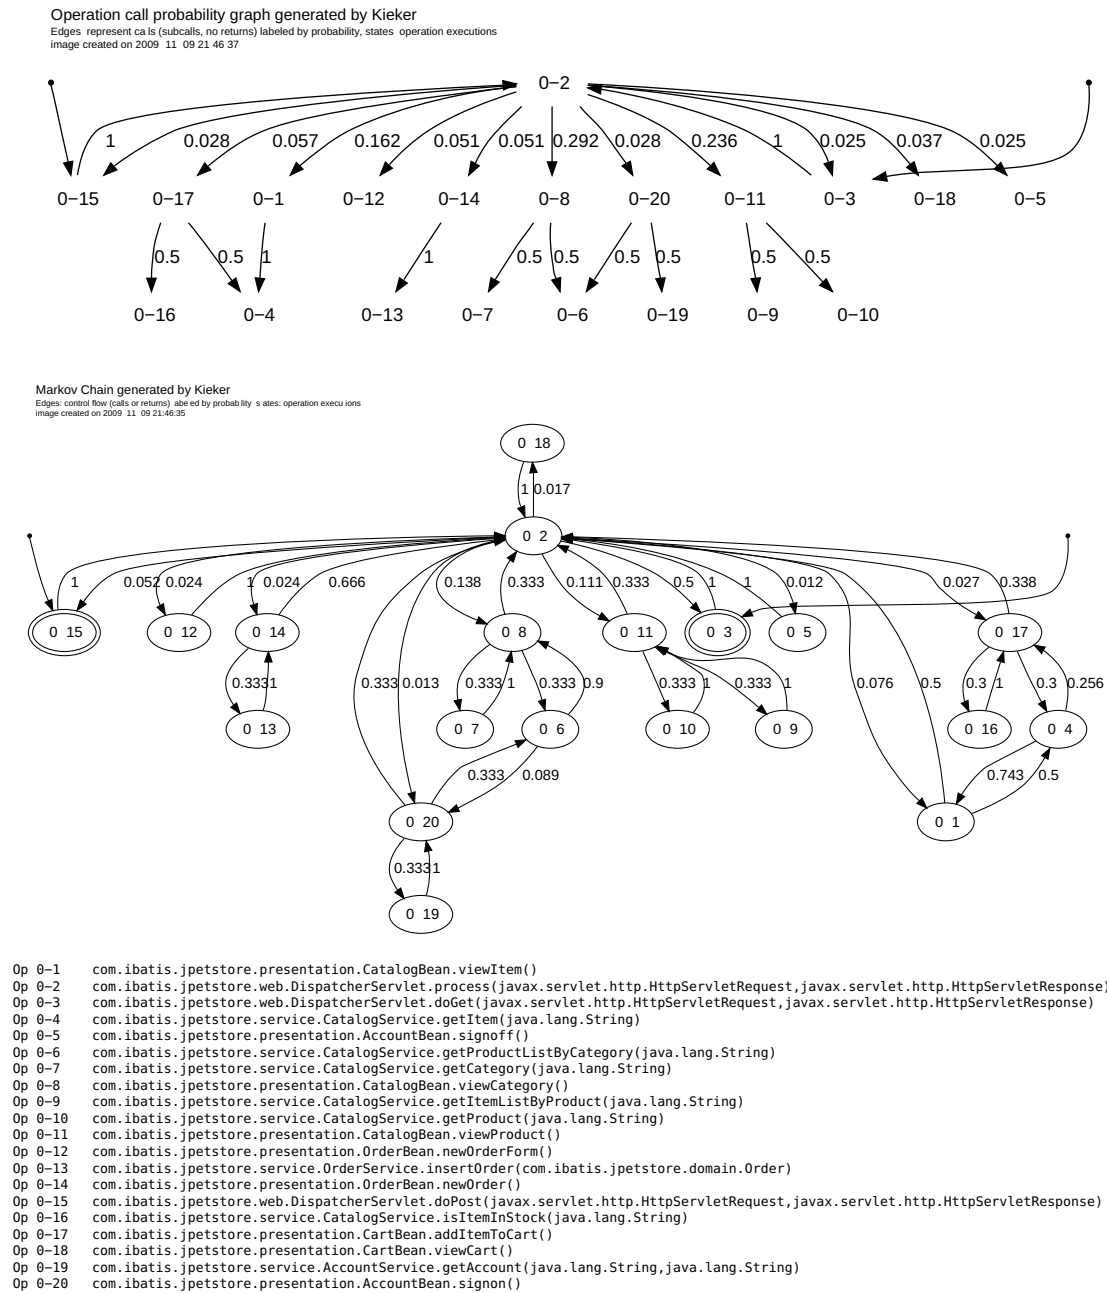 Operation call probability graph generated by Kieker
Edges represent ca ls (subcalls, no returns) labeled by probability, states operation executions
image created on 2009 11 09 21 46 37
0−2
1 0.028 0.057 0.162 0.051 0.051 0.292 0.028 0.236 1 0.025 0.037 0.025
0−15 0−17 0−1 0−12 0−14 0−8 0−20 0−11 0−3 0−18 0−5
0.5 0.5 1 1 0.5 0.5 0.5 0.5 0.5 0.5
0−16 0−4 0−13 0−7 0−6 0−19 0−9 0−10
Markov Chain generated by Kieker
Edges: control flow (calls or returns) abe ed by probab lity s ates: operation execu ions
image created on 2009 11 09 21:46:35
0 18
1 0.017
0 2
1 0.052 0.024 1 0.024 0.666 0.138 0.333 0.111 0.333 0.5 1 1 0.012 0.027 0.338
0 15 0 12 0 14 0 8 0 11 0 3 0 5 0 17
0.333 1 0.333 0.013 0.333 1 0.333 0.9 0.333 1 0.333 1 0.076 0.5 0.3 1 0.3 0.256
0 13 0 7 0 6 0 10 0 9 0 16 0 4
0.333 0.089 0.743 0.5
0 20 0 1
0.333 1
0 19
Op 0−1 com.ibatis.jpetstore.presentation.CatalogBean.viewItem()
Op 0−2 com.ibatis.jpetstore.web.DispatcherServlet.process(javax.servlet.http.HttpServletRequest,javax.servlet.http.HttpServletResponse)
Op 0−3 com.ibatis.jpetstore.web.DispatcherServlet.doGet(javax.servlet.http.HttpServletRequest,javax.servlet.http.HttpServletResponse)
Op 0−4 com.ibatis.jpetstore.service.CatalogService.getItem(java.lang.String)
Op 0−5 com.ibatis.jpetstore.presentation.AccountBean.signoff()
Op 0−6 com.ibatis.jpetstore.service.CatalogService.getProductListByCategory(java.lang.String)
Op 0−7 com.ibatis.jpetstore.service.CatalogService.getCategory(java.lang.String)
Op 0−8 com.ibatis.jpetstore.presentation.CatalogBean.viewCategory()
Op 0−9 com.ibatis.jpetstore.service.CatalogService.getItemListByProduct(java.lang.String)
Op 0−10 com.ibatis.jpetstore.service.CatalogService.getProduct(java.lang.String)
Op 0−11 com.ibatis.jpetstore.presentation.CatalogBean.viewProduct()
Op 0−12 com.ibatis.jpetstore.presentation.OrderBean.newOrderForm()
Op 0−13 com.ibatis.jpetstore.service.OrderService.insertOrder(com.ibatis.jpetstore.domain.Order)
Op 0−14 com.ibatis.jpetstore.presentation.OrderBean.newOrder()
Op 0−15 com.ibatis.jpetstore.web.DispatcherServlet.doPost(javax.servlet.http.HttpServletRequest,javax.servlet.http.HttpServletResponse)
Op 0−16 com.ibatis.jpetstore.service.CatalogService.isItemInStock(java.lang.String)
Op 0−17 com.ibatis.jpetstore.presentation.CartBean.addItemToCart()
Op 0−18 com.ibatis.jpetstore.presentation.CartBean.viewCart()
Op 0−19 com.ibatis.jpetstore.service.AccountService.getAccount(java.lang.String,java.lang.String)
Op 0−20 com.ibatis.jpetstore.presentation.AccountBean.signon()